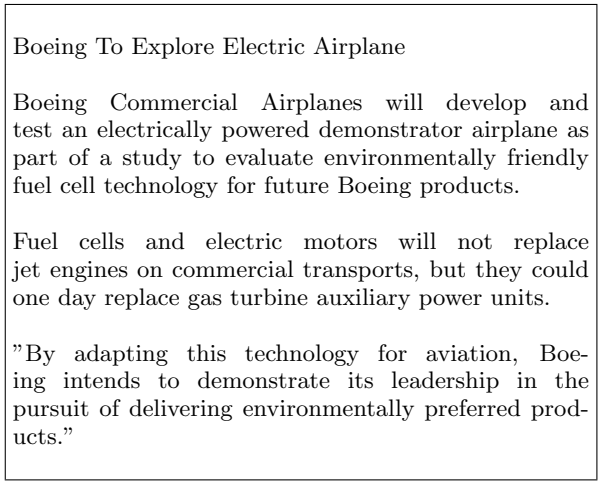 Boeing To Explore Electric Airplane
Boeing Commercial Airplanes will develop and
test an electrically powered demonstrator airplane as
part of a study to evaluate environmentally friendly
fuel cell technology for future Boeing products.
Fuel cells and electric motors will not replace
jet engines on commercial transports, but they could
one day replace gas turbine auxiliary power units.
”By adapting this technology for aviation, Boe-
ing intends to demonstrate its leadership in the
pursuit of delivering environmentally preferred prod-
ucts.”